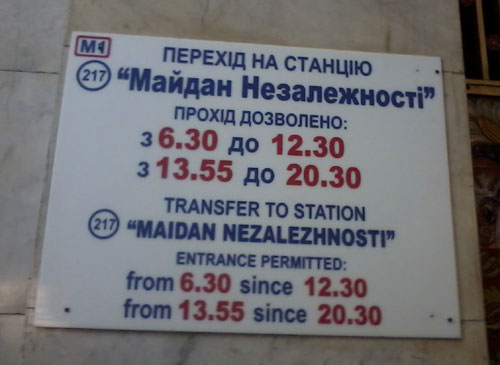 М
ПЕРЕХІД НА СТАНЦІЮ
217 “Майдан Незалежності”
ПРОХІД ДОЗВОЛЕНО:
з 6.30 до 12.30
з 13.55 до 20.30
TRANSFER TO STATION
217 “MAIDAN NEZALEZHNOSTІ”
ENTRANCE PERMITTED:
from 6.30 since 12.30
from 13.55 since 20.30